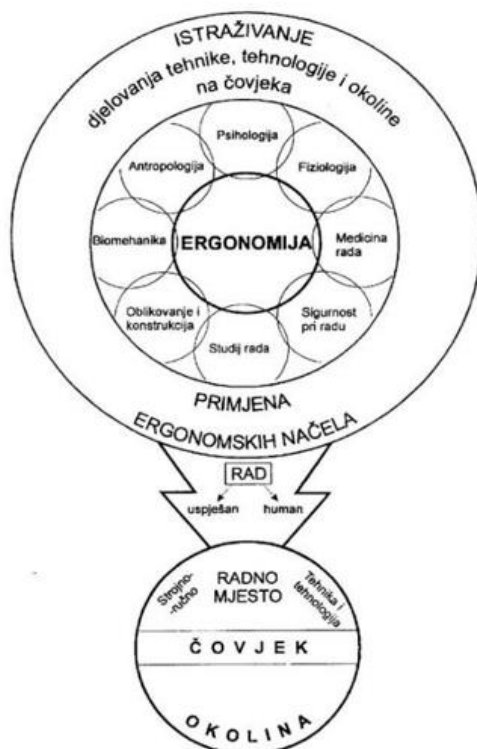 ISTRAŽIVANJE
djelovanja tehnike, tehnologije i okoline
na čovjeka
Psihologija
Antropologija
Fiziologija
Biomehanika
ERGONOMIJA
Medicina
rada
Oblikovanje i
konstrukcija
Sigurnost
pri radu
Studij rada
PRIMJENA
ERGONOMSKIH NAČELA
RAD
uspješan
human
Strojno-
-ručno
RADNO
MJESTO
Tehnika i
tehnologija
ČOVJEK
OKOLINA